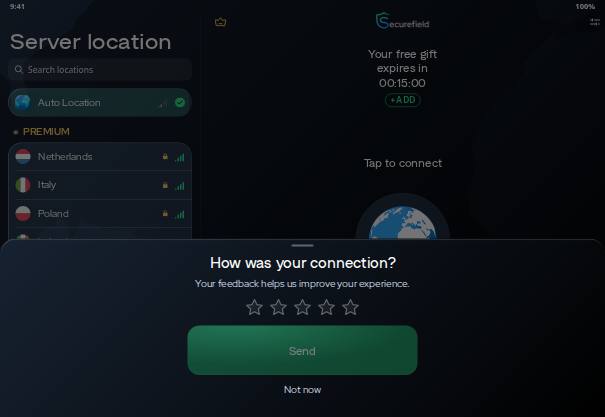 9:41
100%
Server location
Securefield
Search locations
Your free gift
expires in
00:15:00
+ADD
Auto Location
PREMIUM
Netherlands
Italy
Poland
Tap to connect
How was your connection?
Your feedback helps us improve your experience.
Send
Not now